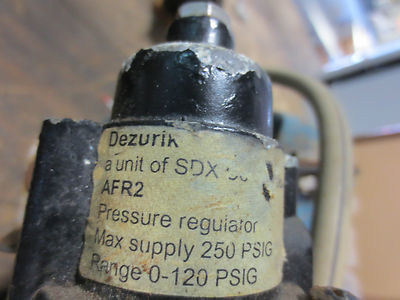 Dezurik
a unit of SDX
AFR2
Pressure regulator
Max supply 250 PSIG
Range 0-120 PSIG